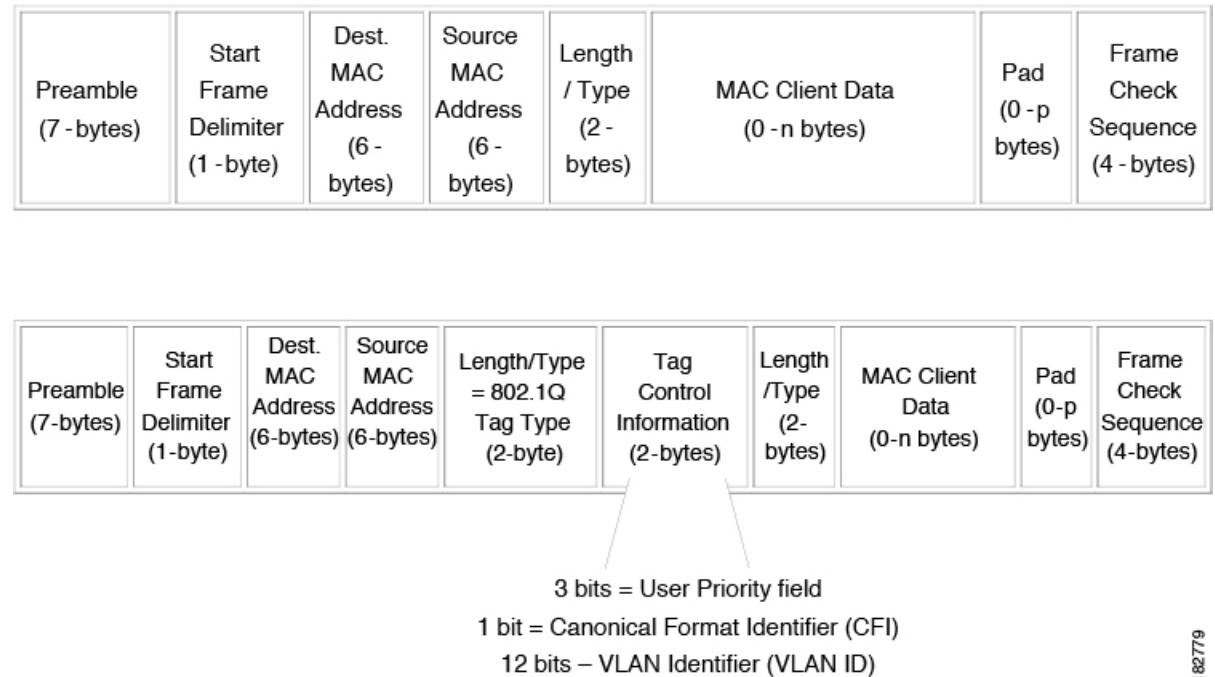 Preamble
(7 - bytes)
Start
Frame
Delimiter
(1 - byte)
Dest.
MAC
Address
(6 -
bytes)
Source
MAC
Address
(6 -
bytes)
Length
/ Type
(2 -
bytes)
MAC Client Data
(0 - n bytes)
Pad
(0 - p
bytes)
Frame
Check
Sequence
(4 - bytes)
Preamble
(7-bytes)
Start
Frame
Delimiter
(1-byte)
Dest.
MAC
Address
(6-bytes)
Source
MAC
Address
(6-bytes)
Length/Type
= 802.1Q
Tag Type
(2-byte)
Tag
Control
Information
(2-bytes)
Length
/Type
(2-
bytes)
MAC Client
Data
(0-n bytes)
Pad
(0-p
bytes)
Frame
Check
Sequence
(4-bytes)
3 bits = User Priority field
1 bit = Canonical Format Identifier (CFI)
12 bits – VLAN Identifier (VLAN ID)